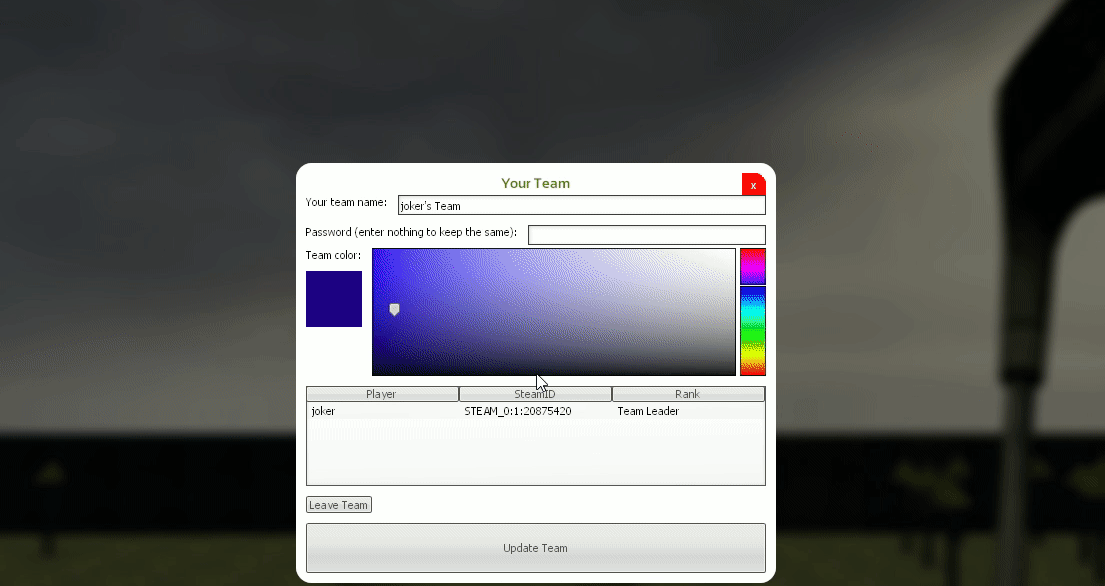 Your Team
x
Your team name: joker's Team
Password (enter nothing to keep the same):
Team color:
Player SteamID Rank
joker STEAM_0:1:20875420 Team Leader
Leave Team
Update Team